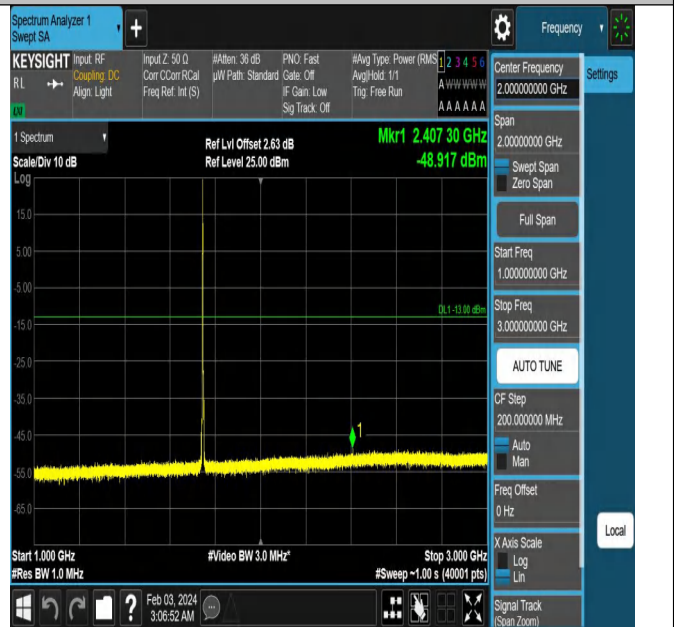 Spectrum Analyzer 1
Swept SA
Frequency
KEYSIGHT
RL
Input: RF
Coupling: DC
Align: Light
Input Z: 50 Ω
Corr CCorr RCal
Freq Ref: Int (S)
#Atten: 36 dB
µW Path: Standard
PNO: Fast
Gate: Off
IF Gain: Low
Sig Track: Off
#Avg Type: Power (RMS
Avg|Hold: 1/1
Trig: Free Run
1 2 3 4 5 6
A W W W W W
A A A A A A
LXI
1 Spectrum
Scale/Div 10 dB
Log
Ref Lvl Offset 2.63 dB
Ref Level 25.00 dBm
Mkr1 2.407 30 GHz
-48.917 dBm
15.0
5.00
-5.00
-15.0
-25.0
-35.0
-45.0
-55.0
-65.0
DL1 -13.00 dBm
1
Start 1.000 GHz
#Res BW 1.0 MHz
#Video BW 3.0 MHz*
Stop 3.000 GHz
#Sweep ~1.00 s (40001 pts)
Center Frequency
2.000000000 GHz
Settings
Span
2.00000000 GHz
Swept Span
Zero Span
Full Span
Start Freq
1.000000000 GHz
Stop Freq
3.000000000 GHz
AUTO TUNE
CF Step
200.000000 MHz
Auto
Man
Freq Offset
0 Hz
X Axis Scale
Log
Lin
Local
Signal Track
(Span Zoom)
?
Feb 03, 2024
3:06:52 AM